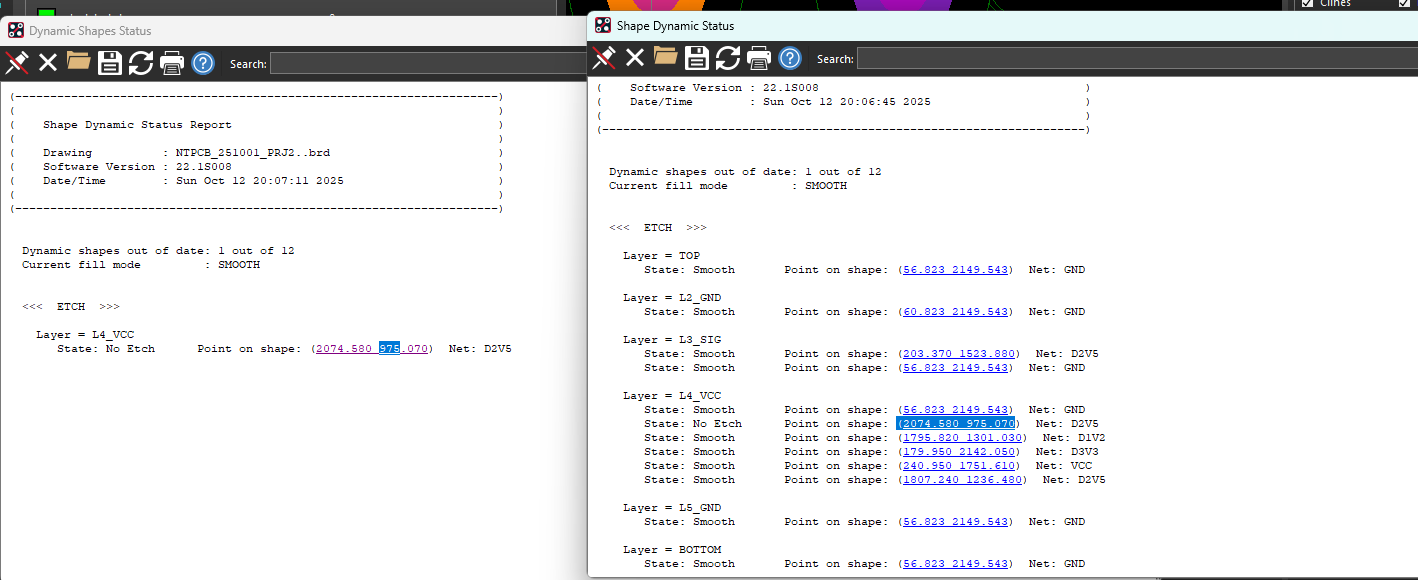 Clines
Dynamic Shapes Status
Search:
(---------------------------------------------------------------------)
( )
( Shape Dynamic Status Report )
( )
( Drawing : NTPCB_251001_PRJ2..brd )
( Software Version : 22.1S008 )
( Date/Time : Sun Oct 12 20:07:11 2025 )
( )
(---------------------------------------------------------------------)
Dynamic shapes out of date: 1 out of 12
Current fill mode : SMOOTH
<<< ETCH >>>
Layer = L4_VCC
State: No Etch Point on shape: (2074.580 975.070) Net: D2V5
Shape Dynamic Status
Search:
( Software Version : 22.1S008 )
( Date/Time : Sun Oct 12 20:06:45 2025 )
( )
(---------------------------------------------------------------------)
Dynamic shapes out of date: 1 out of 12
Current fill mode : SMOOTH
<<< ETCH >>>
Layer = TOP
State: Smooth Point on shape: (56.823 2149.543) Net: GND
Layer = L2_GND
State: Smooth Point on shape: (60.823 2149.543) Net: GND
Layer = L3_SIG
State: Smooth Point on shape: (203.370 1523.880) Net: D2V5
State: Smooth Point on shape: (56.823 2149.543) Net: GND
Layer = L4_VCC
State: Smooth Point on shape: (56.823 2149.543) Net: GND
State: No Etch Point on shape: (2074.580 975.070) Net: D2V5
State: Smooth Point on shape: (1795.820 1301.030) Net: D1V2
State: Smooth Point on shape: (179.950 2142.050) Net: D3V3
State: Smooth Point on shape: (240.950 1751.610) Net: VCC
State: Smooth Point on shape: (1807.240 1236.480) Net: D2V5
Layer = L5_GND
State: Smooth Point on shape: (56.823 2149.543) Net: GND
Layer = BOTTOM
State: Smooth Point on shape: (56.823 2149.543) Net: GND